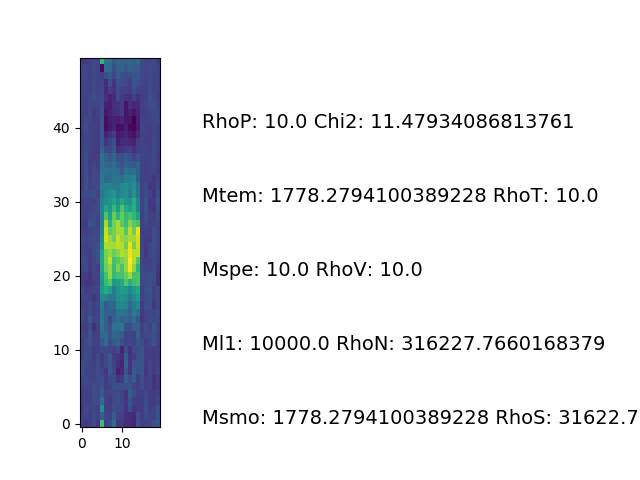 RhoP: 10.0 Chi2: 11.47934086813761
40
Mtem: 1778.2794100389228 RhoT: 10.0
30
Mspe: 10.0 RhoV: 10.0
20
Ml1: 10000.0 RhoN: 316227.7660168379
10
Msmo: 1778.2794100389228 RhoS: 31622.7
0
0 10